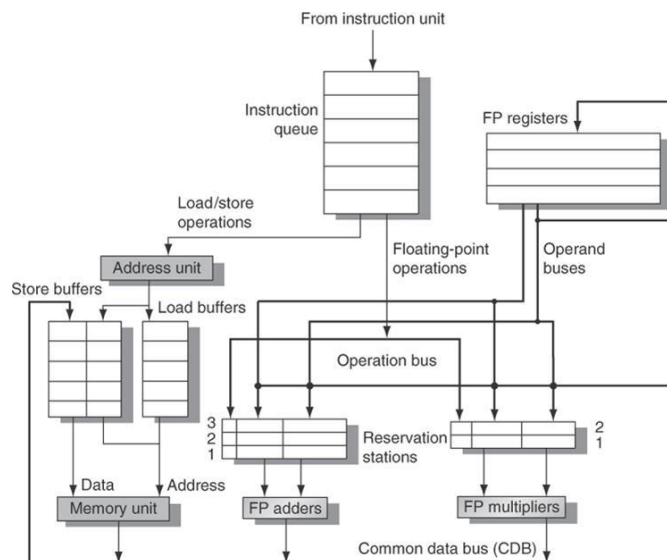 From instruction unit
Instruction
queue
FP registers
Load/store
operations
Floating-point
operations
Operand
buses
Address unit
Store buffers
Load buffers
Operation bus
3
2
1
Reservation
stations
2
1
Data
Address
Memory unit
FP adders
FP multipliers
Common data bus (CDB)